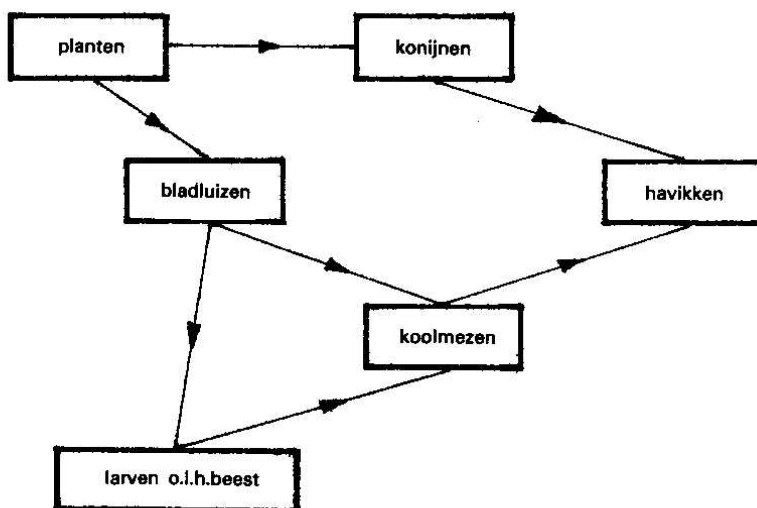 planten
konijnen
bladluizen
havikken
koolmezen
larven o.l.h.beest